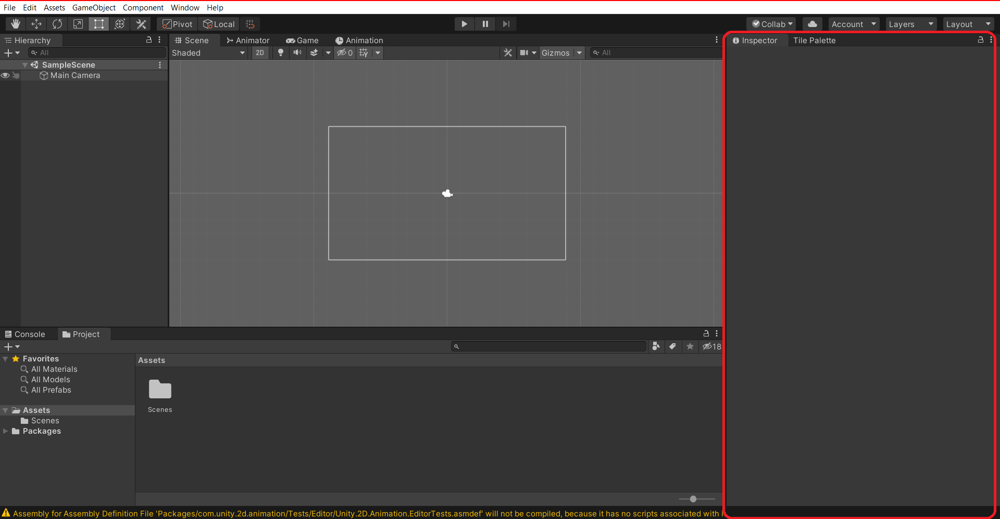 File Edit Assets GameObject Component Window Help
Pivot Local Collab Account Layers Layout
Hierarchy
All
SampleScene
Main Camera
Scene Animator Game Animation
Shaded 2D 0 Gizmos All
Inspector Tile Palette
Console Project
18
Favorites
All Materials
All Models
All Prefabs
Assets
Scenes
Packages
Assets
Scenes
Assembly for Assembly Definition File 'Packages/com.unity.2d.animation/Tests/Editor/Unity.2D.Animation.EditorTests.asmdef' will not be compiled, because it has no scripts associated with i